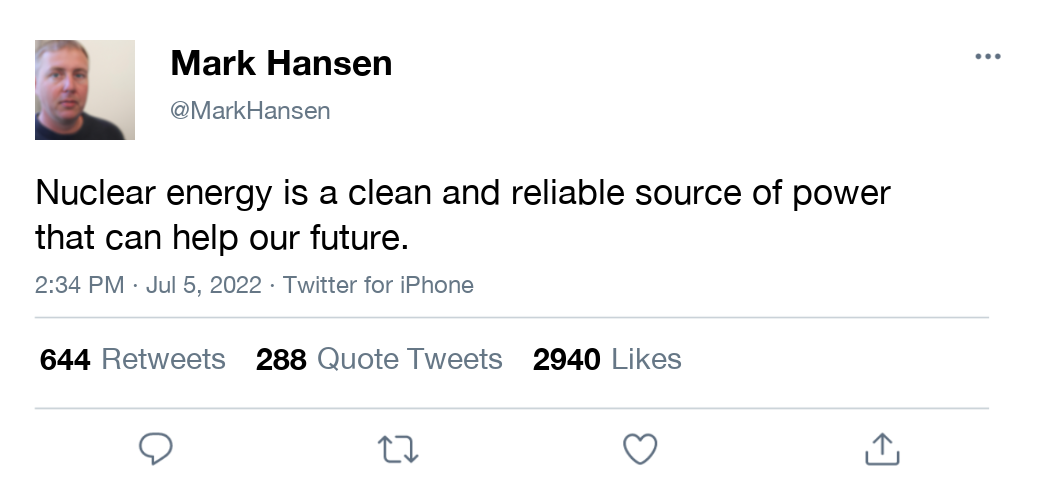 Mark Hansen
@MarkHansen
Nuclear energy is a clean and reliable source of power
that can help our future.
2:34 PM · Jul 5, 2022 · Twitter for iPhone
644 Retweets 288 Quote Tweets 2940 Likes